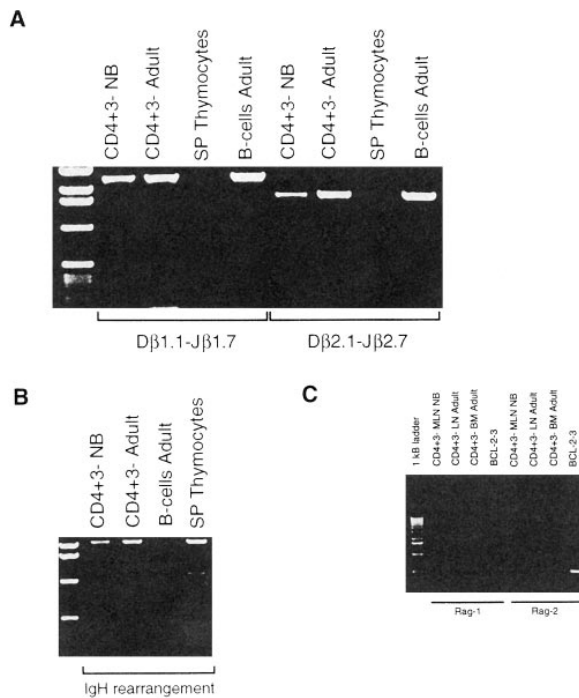 A
CD4+3- NB
CD4+3- Adult
SP Thymocytes
B-cells Adult
CD4+3- NB
CD4+3- Adult
SP Thymocytes
B-cells Adult
Dβ1.1-Jβ1.7
Dβ2.1-Jβ2.7
B
CD4+3- NB
CD4+3- Adult
B-cells Adult
SP Thymocytes
IgH rearrangement
C
1 kB ladder
CD4+3- MLN NB
CD4+3- LN Adult
CD4+3- BM Adult
BCL-2-3
CD4+3- MLN NB
CD4+3- LN Adult
CD4+3- BM Adult
BCL-2-3
Rag-1
Rag-2